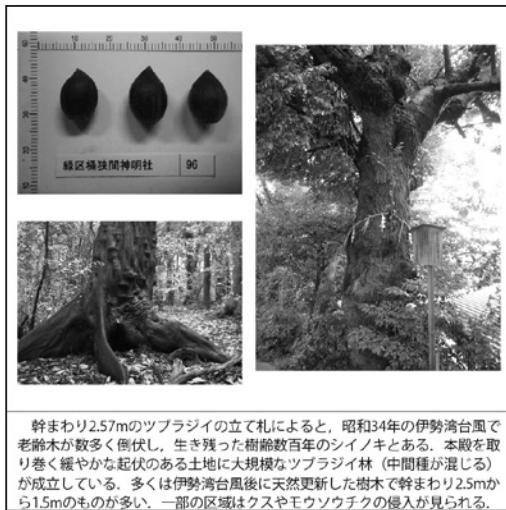 緑区桶狭間神明社 96
幹まわり2.57mのツブラジイの立て札によると，昭和34年の伊勢湾台風で
老齢木が数多く倒伏し，生き残った樹齢数百年のシイノキとある．本殿を取
り巻く緩やかな起伏のある土地に大規模なツブラジイ林（中間種が混じる）
が成立している．多くは伊勢湾台風後に天然更新した樹木で幹まわり2.5mか
ら1.5mのものが多い．一部の区域はクスやモウソウチクの侵入が見られる．